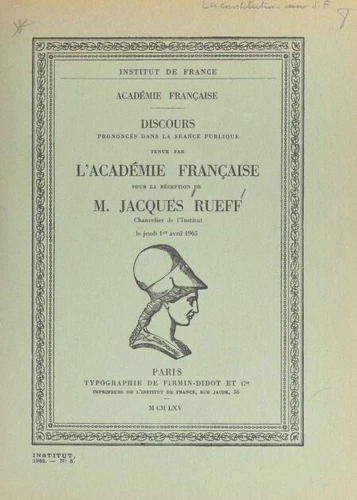 INSTITUT DE FRANCE
ACADÉMIE FRANÇAISE
DISCOURS
PRONONCÉS DANS LA SÉANCE PUBLIQUE
TENUE PAR
L'ACADÉMIE FRANÇAISE
POUR LA RÉCEPTION DE
M. JACQUES RUEFF
Chancelier de l'Institut
le jeudi 1er avril 1965
PARIS
TYPOGRAPHIE DE FIRMIN-DIDOT ET Cie
IMPRIMEURS DE L'INSTITUT DE FRANCE, RUE JACOB, 56
M CM LXV
INSTITUT,
1965. — N° 8.